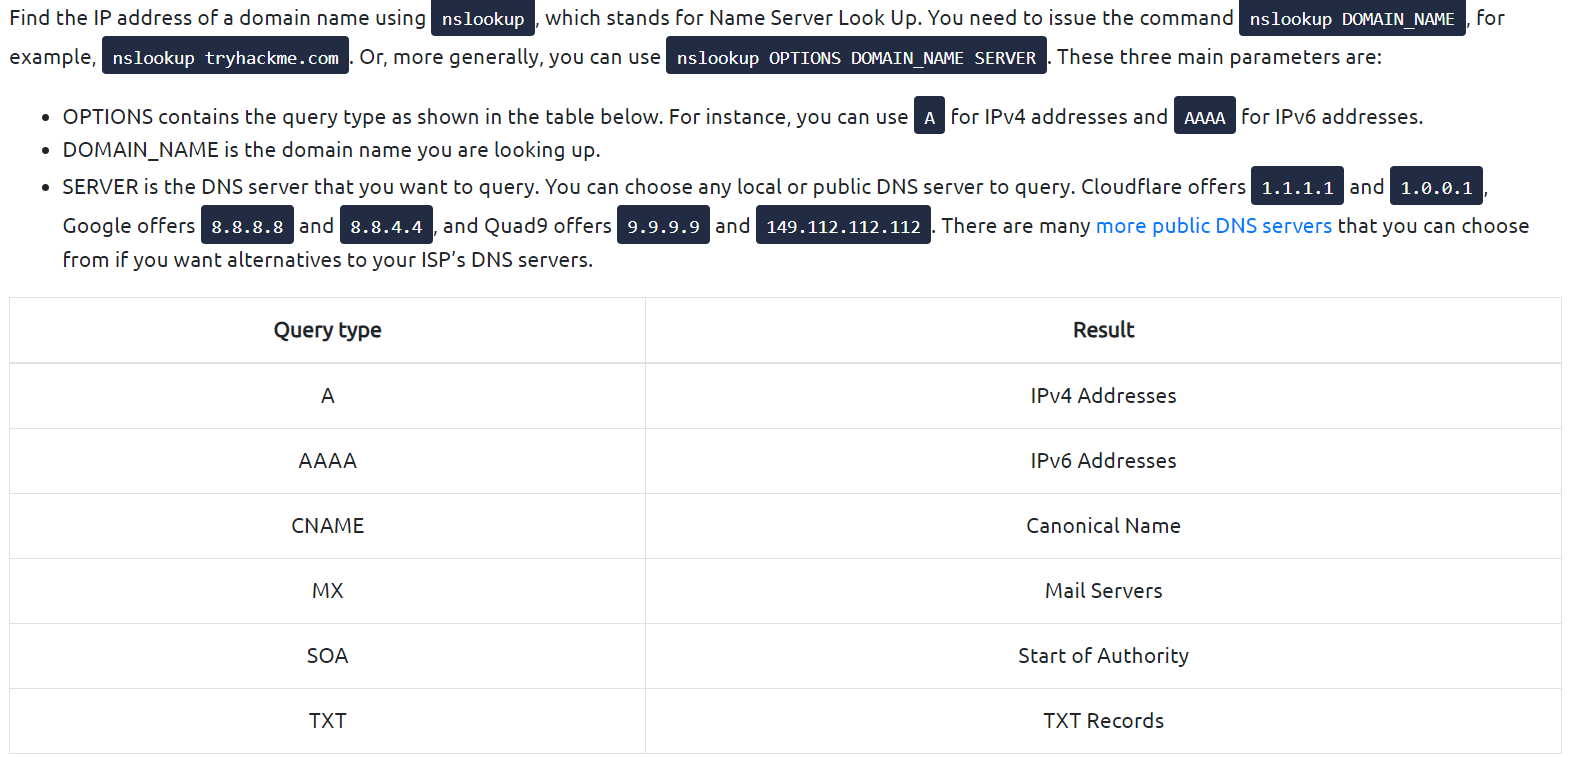 Find the IP address of a domain name using nslookup, which stands for Name Server Look Up. You need to issue the command nslookup DOMAIN_NAME, for
example, nslookup tryhackme.com. Or, more generally, you can use nslookup OPTIONS DOMAIN_NAME SERVER. These three main parameters are:
• OPTIONS contains the query type as shown in the table below. For instance, you can use A for IPv4 addresses and AAAA for IPv6 addresses.
• DOMAIN_NAME is the domain name you are looking up.
• SERVER is the DNS server that you want to query. You can choose any local or public DNS server to query. Cloudflare offers 1.1.1.1 and 1.0.0.1,
Google offers 8.8.8.8 and 8.8.4.4, and Quad9 offers 9.9.9.9 and 149.112.112.112. There are many more public DNS servers that you can choose
from if you want alternatives to your ISP’s DNS servers.
Query type Result
A IPv4 Addresses
AAAA IPv6 Addresses
CNAME Canonical Name
MX Mail Servers
SOA Start of Authority
TXT TXT Records